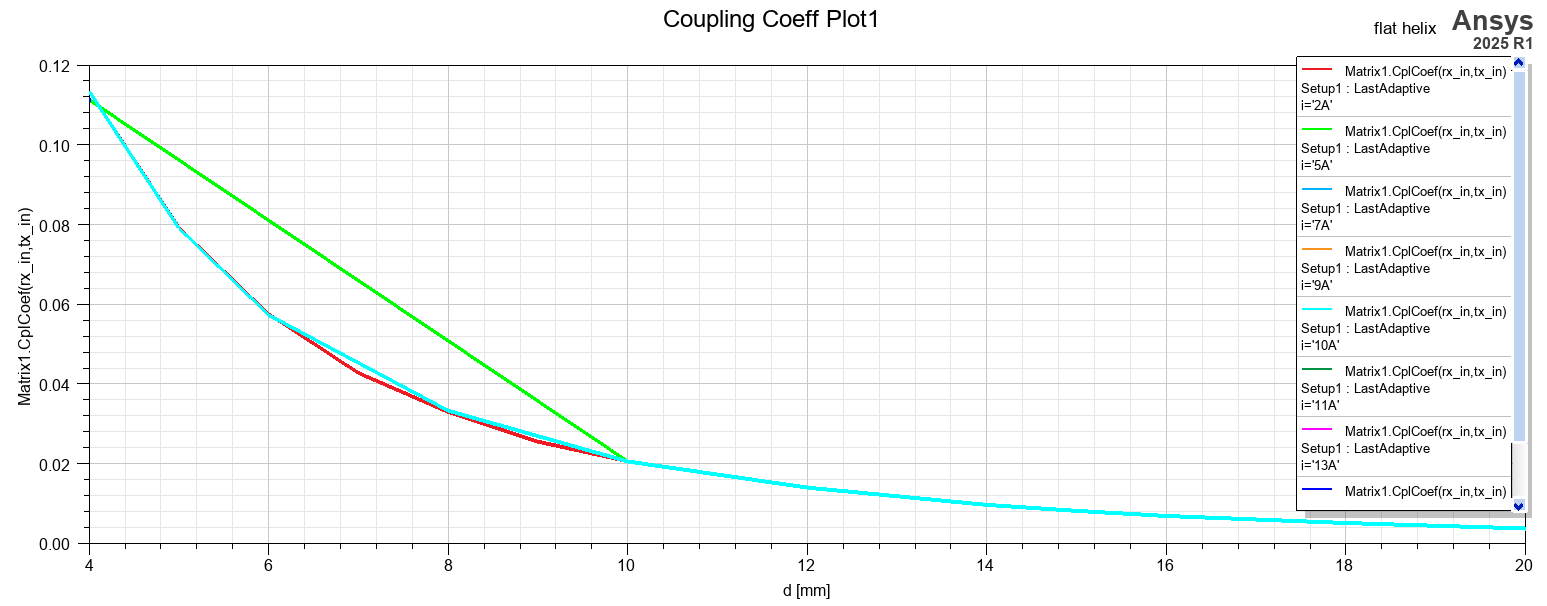 Coupling Coeff Plot1
flat helix
Ansys
2025 R1
0.12
0.10
0.08
0.06
0.04
0.02
0.00
Matrix1.CplCoef(rx_in,tx_in)
4
6
8
10
12
14
16
18
20
d [mm]
Matrix1.CplCoef(rx_in,tx_in)
Setup1 : LastAdaptive
i='2A'
Matrix1.CplCoef(rx_in,tx_in)
Setup1 : LastAdaptive
i='5A'
Matrix1.CplCoef(rx_in,tx_in)
Setup1 : LastAdaptive
i='7A'
Matrix1.CplCoef(rx_in,tx_in)
Setup1 : LastAdaptive
i='9A'
Matrix1.CplCoef(rx_in,tx_in)
Setup1 : LastAdaptive
i='10A'
Matrix1.CplCoef(rx_in,tx_in)
Setup1 : LastAdaptive
i='11A'
Matrix1.CplCoef(rx_in,tx_in)
Setup1 : LastAdaptive
i='13A'
Matrix1.CplCoef(rx_in,tx_in)